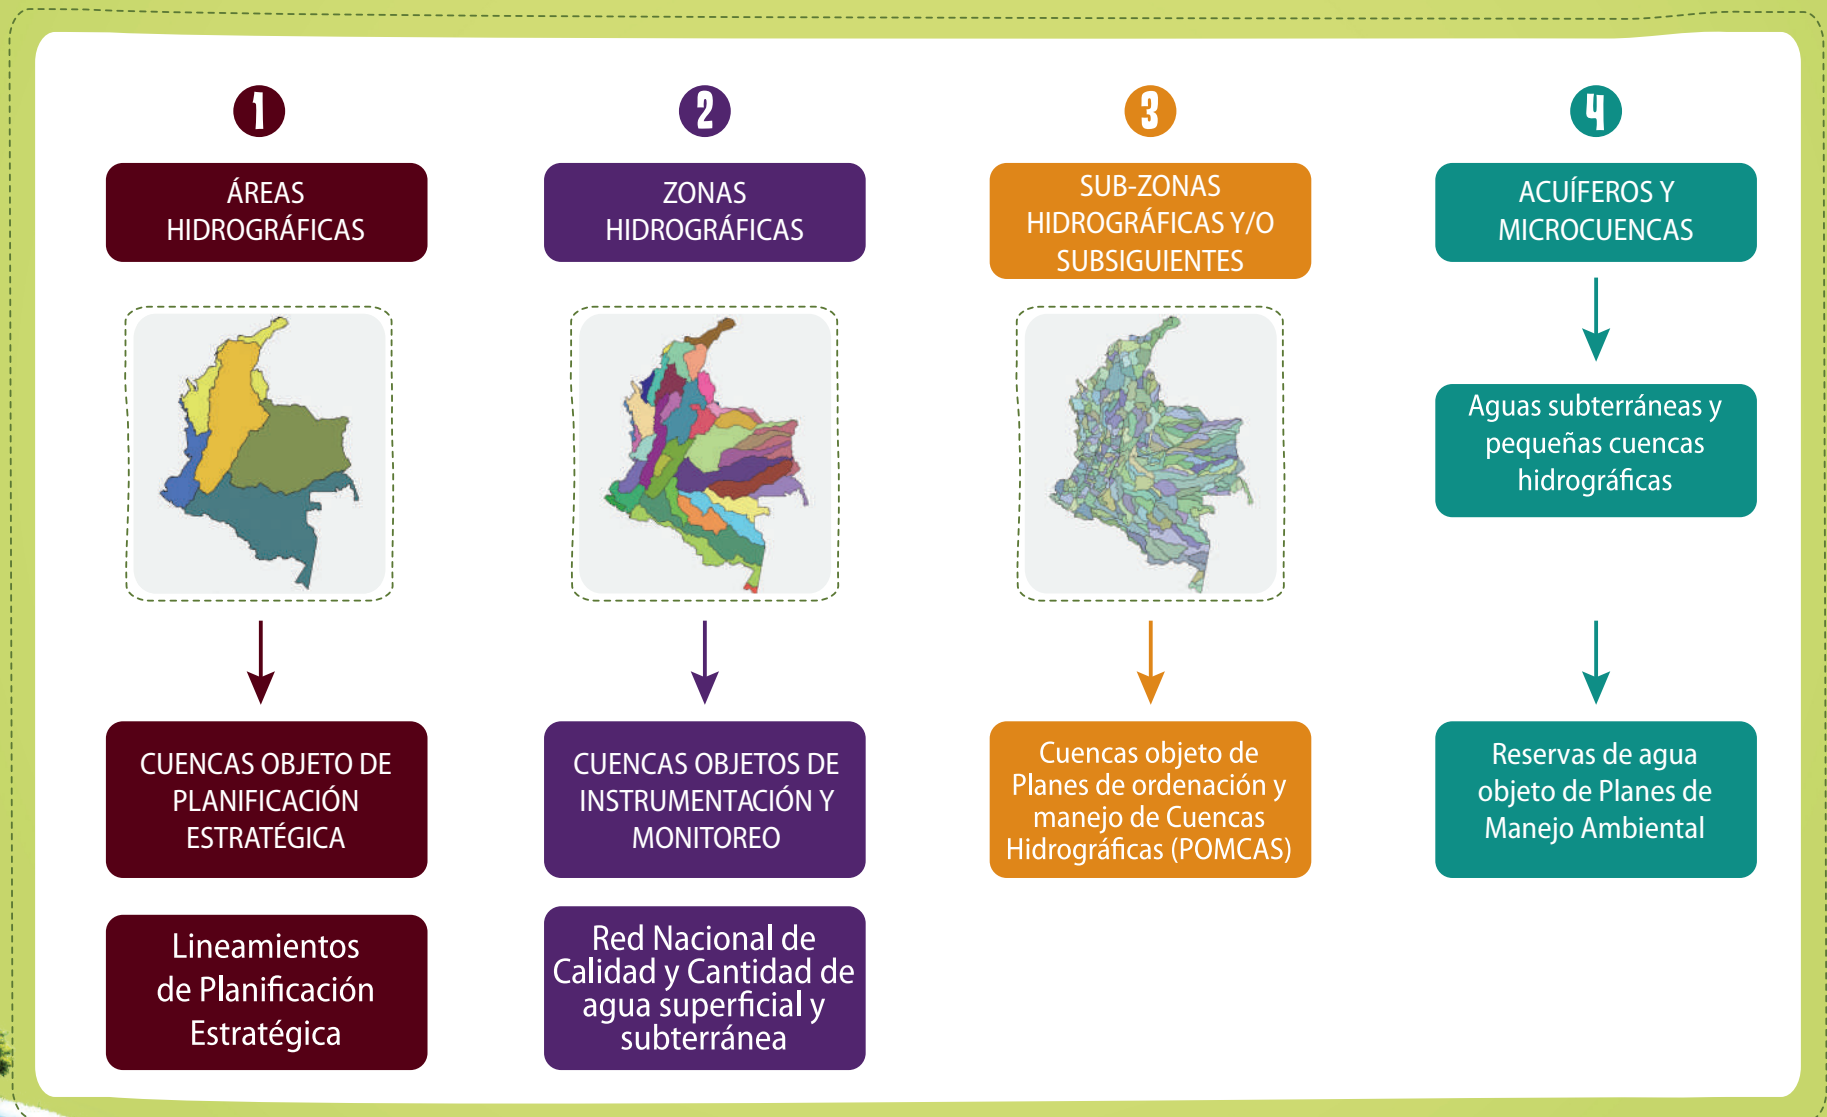 1
ÁREAS
HIDROGRÁFICAS
CUENCAS OBJETO DE
PLANIFICACIÓN
ESTRATÉGICA
Lineamientos
de Planificación
Estratégica
2
ZONAS
HIDROGRÁFICAS
CUENCAS OBJETOS DE
INSTRUMENTACIÓN Y
MONITOREO
Red Nacional de
Calidad y Cantidad de
agua superficial y
subterránea
3
SUB-ZONAS
HIDROGRÁFICAS Y/O
SUBSIGUIENTES
Cuencas objeto de
Planes de ordenación y
manejo de Cuencas
Hidrográficas (POMCAS)
4
ACUÍFEROS Y
MICROCUENCAS
Aguas subterráneas y
pequeñas cuencas
hidrográficas
Reservas de agua
objeto de Planes de
Manejo Ambiental